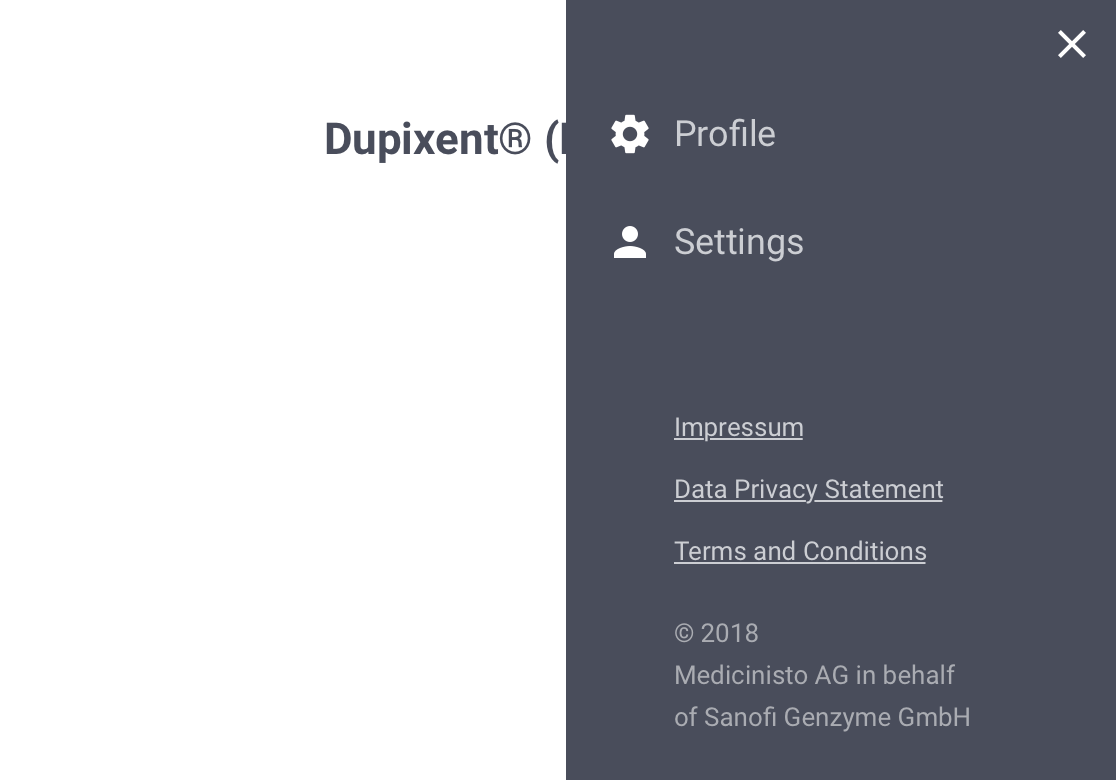 Dupixent® (
Profile
Settings
Impressum
Data Privacy Statement
Terms and Conditions
© 2018
Medicinisto AG in behalf
of Sanofi Genzyme GmbH